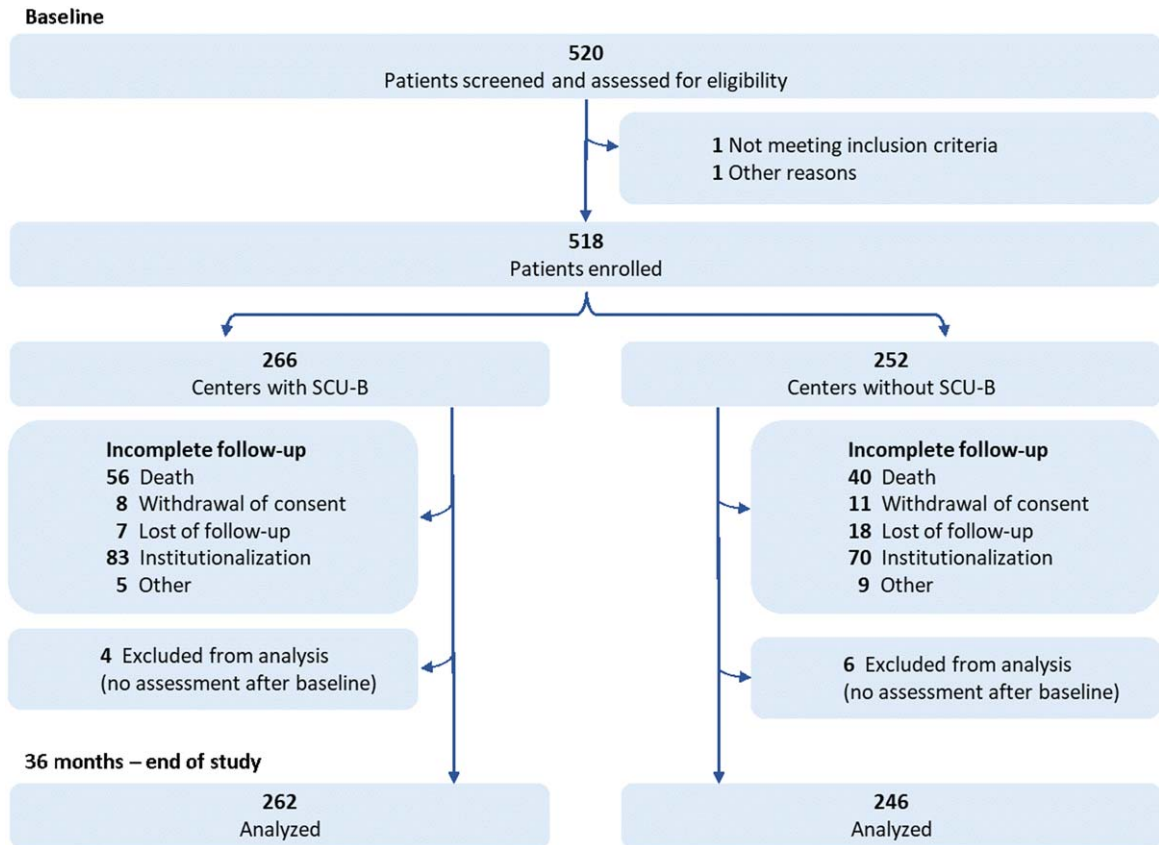 Baseline
520
Patients screened and assessed for eligibility
1 Not meeting inclusion criteria
1 Other reasons
518
Patients enrolled
266
Centers with SCU-B
Incomplete follow-up
56 Death
8 Withdrawal of consent
7 Lost of follow-up
83 Institutionalization
5 Other
4 Excluded from analysis
(no assessment after baseline)
252
Centers without SCU-B
Incomplete follow-up
40 Death
11 Withdrawal of consent
18 Lost of follow-up
70 Institutionalization
9 Other
6 Excluded from analysis
(no assessment after baseline)
36 months – end of study
262
Analyzed
246
Analyzed